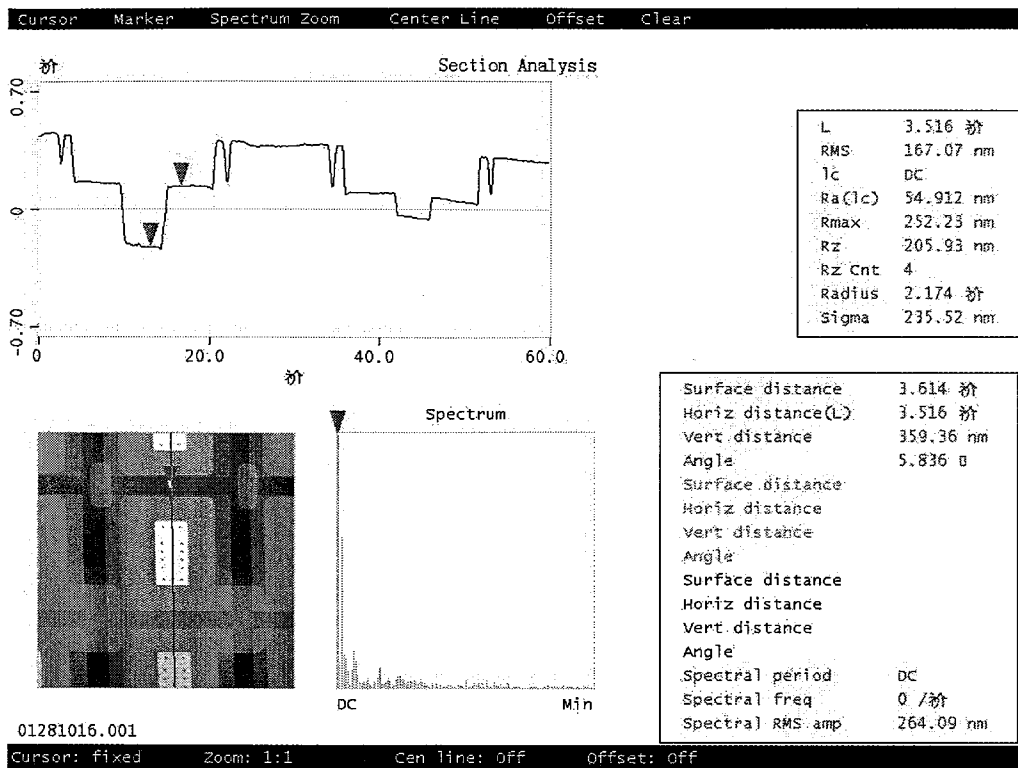 Cursor Marker Spectrum Zoom Center Line Offset Clear
Section Analysis
0.70
0
-0.70
0 20.0 40.0 60.0
L 3.516
RMS 167.07 nm
lc DC
Ra(lc) 54.912 nm
Rmax 252.23 nm
Rz 205.93 nm
Rz Cnt 4
Radius 2.174
Sigma 235.52 nm
Spectrum
DC Min
Surface distance 3.614
Horiz distance(L) 3.516
Vert distance 359.36 nm
Angle 5.836
Surface distance
Horiz distance
Vert distance
Angle
Surface distance
Horiz distance
Vert distance
Angle
Spectral period DC
Spectral freq 0 /
Spectral RMS amp 264.09 nm
01281016.001
Cursor: fixed Zoom: 1:1 Cen line: Off Offset: Off